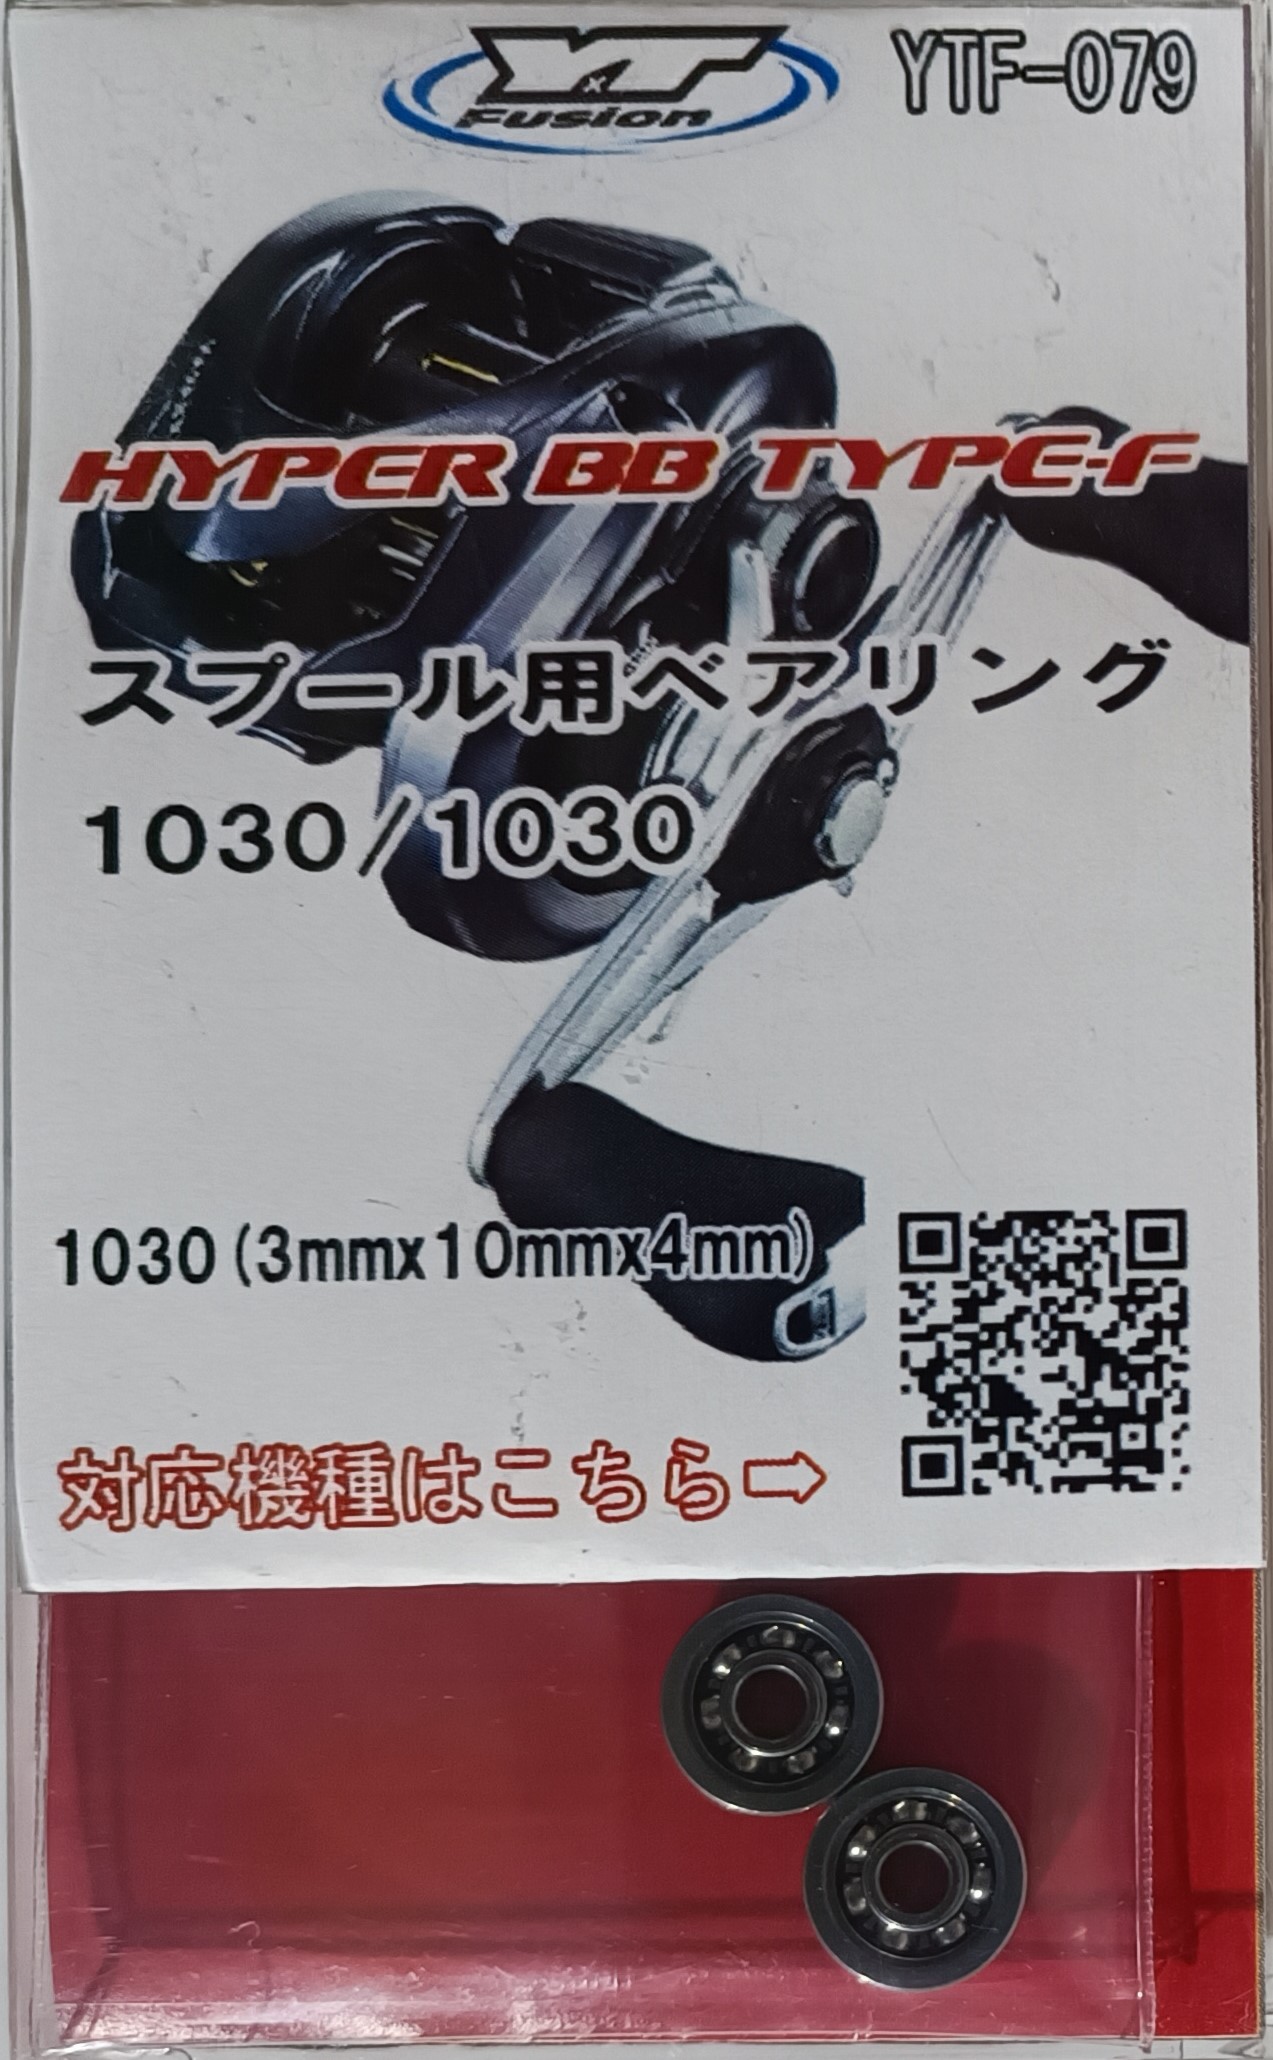 YT
x
Fusion
YTF-079
HYPER BB TYPE-F
スプール用ベアリング
1030/1030
1030(3mmx10mmx4mm)
対応機種はこちら⇨